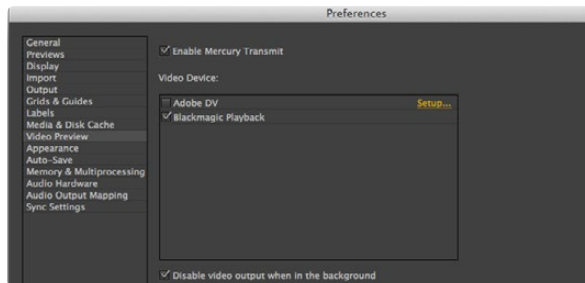 Preferences
General
Previews
Display
Import
Output
Grids & Guides
Labels
Media & Disk Cache
Video Preview
Appearance
Auto-Save
Memory & Multiprocessing
Audio Hardware
Audio Output Mapping
Sync Settings
Enable Mercury Transmit
Video Device:
Adobe DV Setup...
Blackmagic Playback
Disable video output when in the background